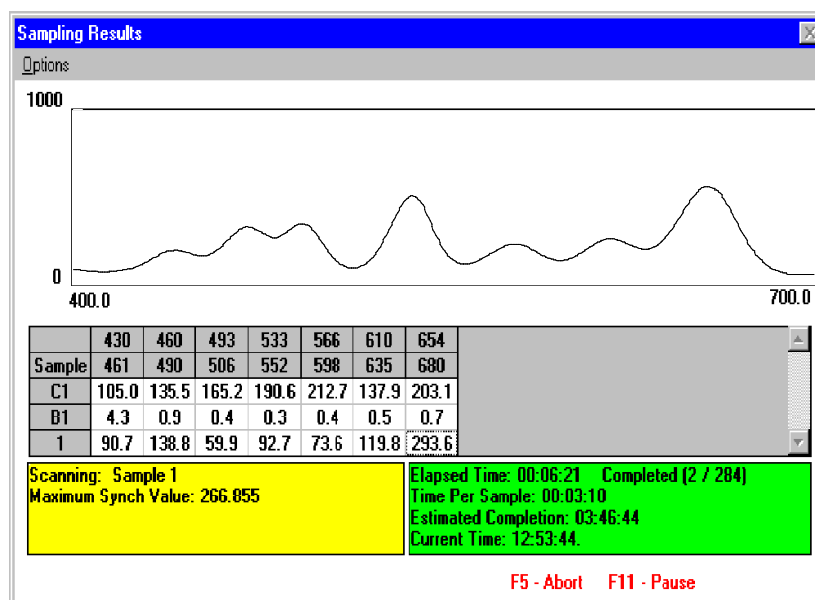 Sampling Results
Options
1000
0
400.0 700.0
430 460 493 533 566 610 654
Sample 461 490 506 552 598 635 680
C1 105.0 135.5 165.2 190.6 212.7 137.9 203.1
B1 4.3 0.9 0.4 0.3 0.4 0.5 0.7
1 90.7 138.8 59.9 92.7 73.6 119.8 293.6
Scanning: Sample 1
Maximum Synch Value: 266.855
Elapsed Time: 00:06:21 Completed (2 / 284)
Time Per Sample: 00:03:10
Estimated Completion: 03:46:44
Current Time: 12:53:44.
F5 - Abort F11 - Pause